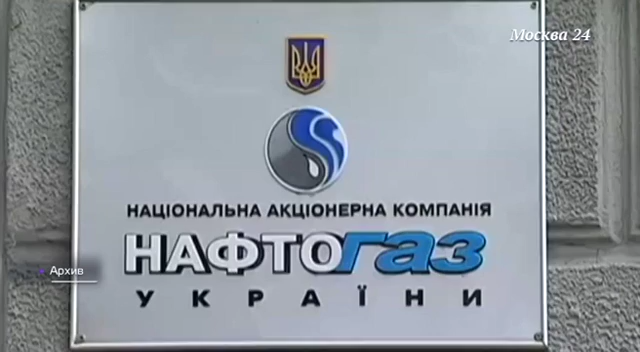 Москва 24
НАЦІОНАЛЬНА АКЦІОНЕРНА КОМПАНІЯ
НАФТОГАЗ
УКРАЇНИ
Архив